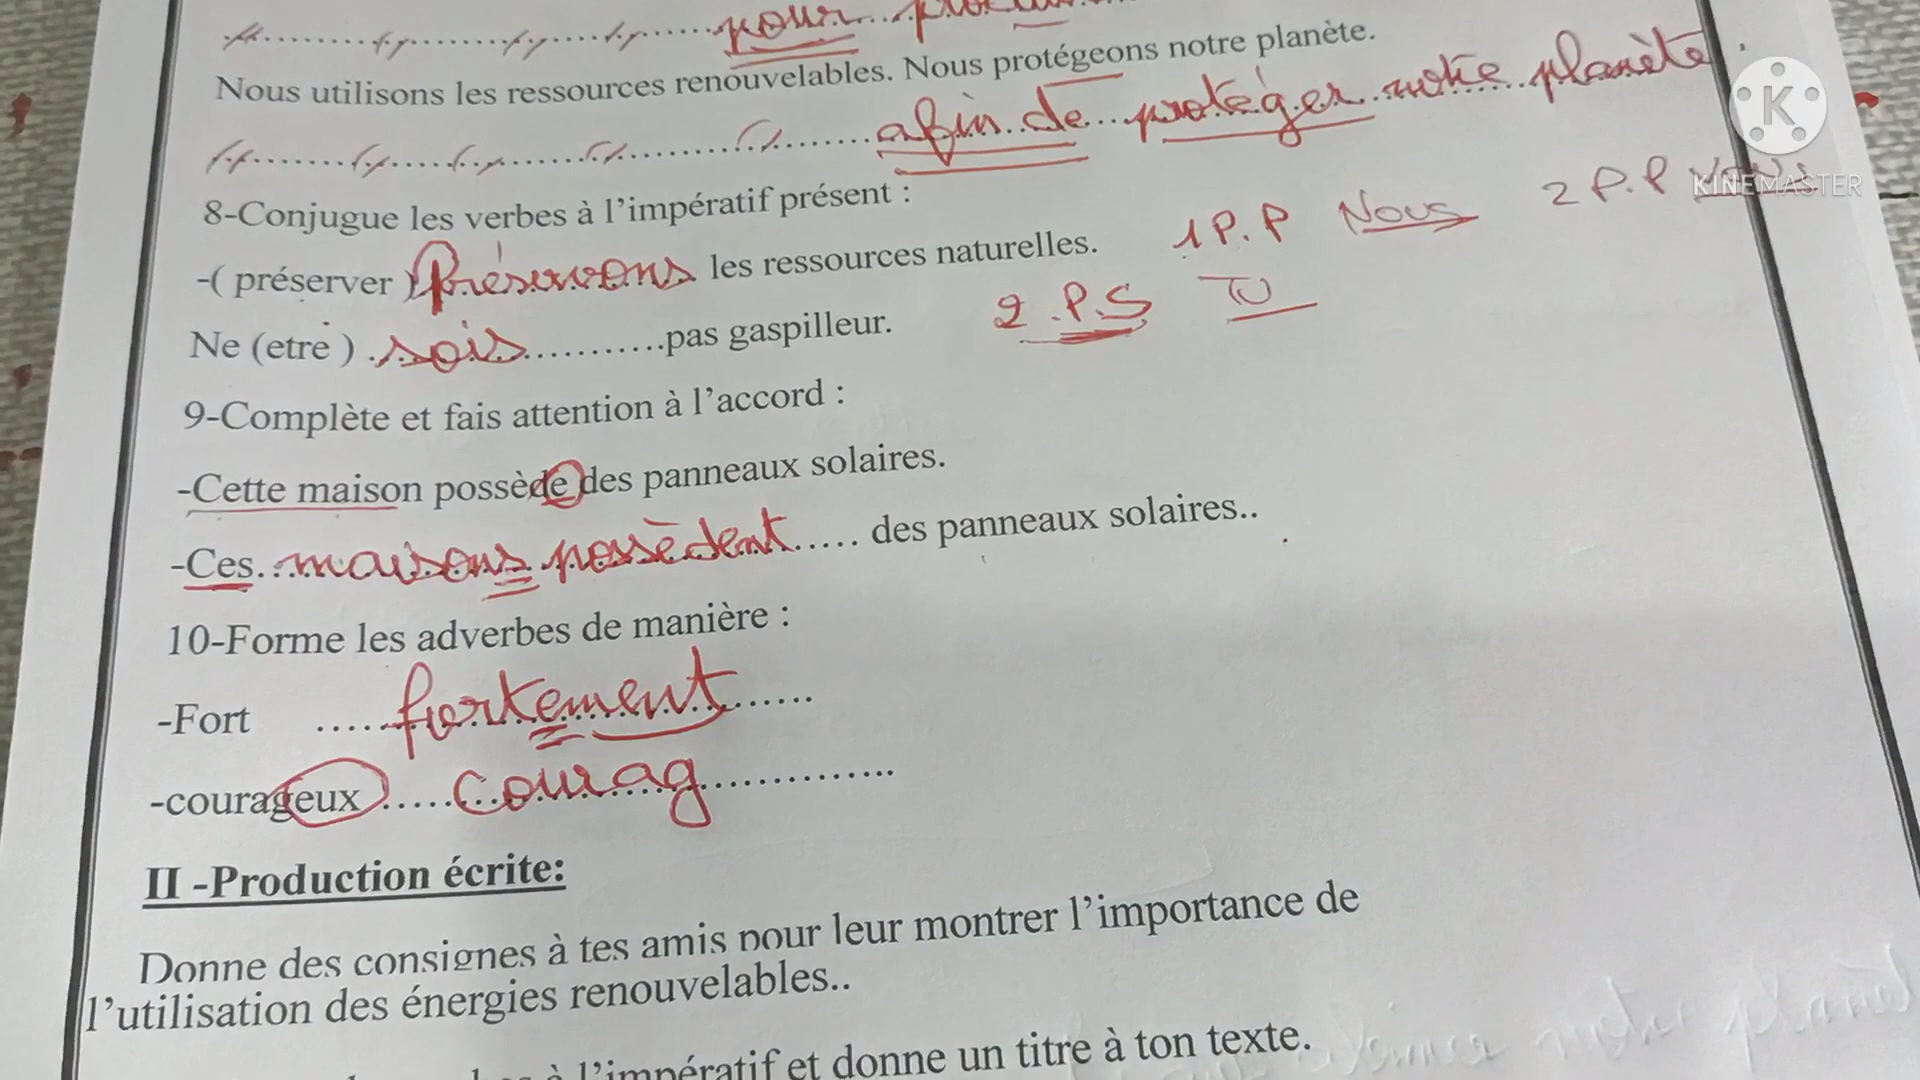 pour
Nous utilisons les ressources renouvelables. Nous protégeons notre planète.
afin de protéger notre planète.
8-Conjugue les verbes à l'impératif présent :
1P.P Nous 2 P.P Vous
KINEMASTER
-( préserver ) Préservons les ressources naturelles.
2.P.S TU
Ne (etre ) sois...........pas gaspilleur.
9-Complète et fais attention à l'accord :
-Cette maison possède des panneaux solaires.
-Ces...maisons possèdent..... des panneaux solaires..
10-Forme les adverbes de manière :
-Fort .....fortement......
-courageux .....courag..............
II -Production écrite:
Donne des consignes à tes amis pour leur montrer l'importance de
l'utilisation des énergies renouvelables..
à l'impératif et donne un titre à ton texte.